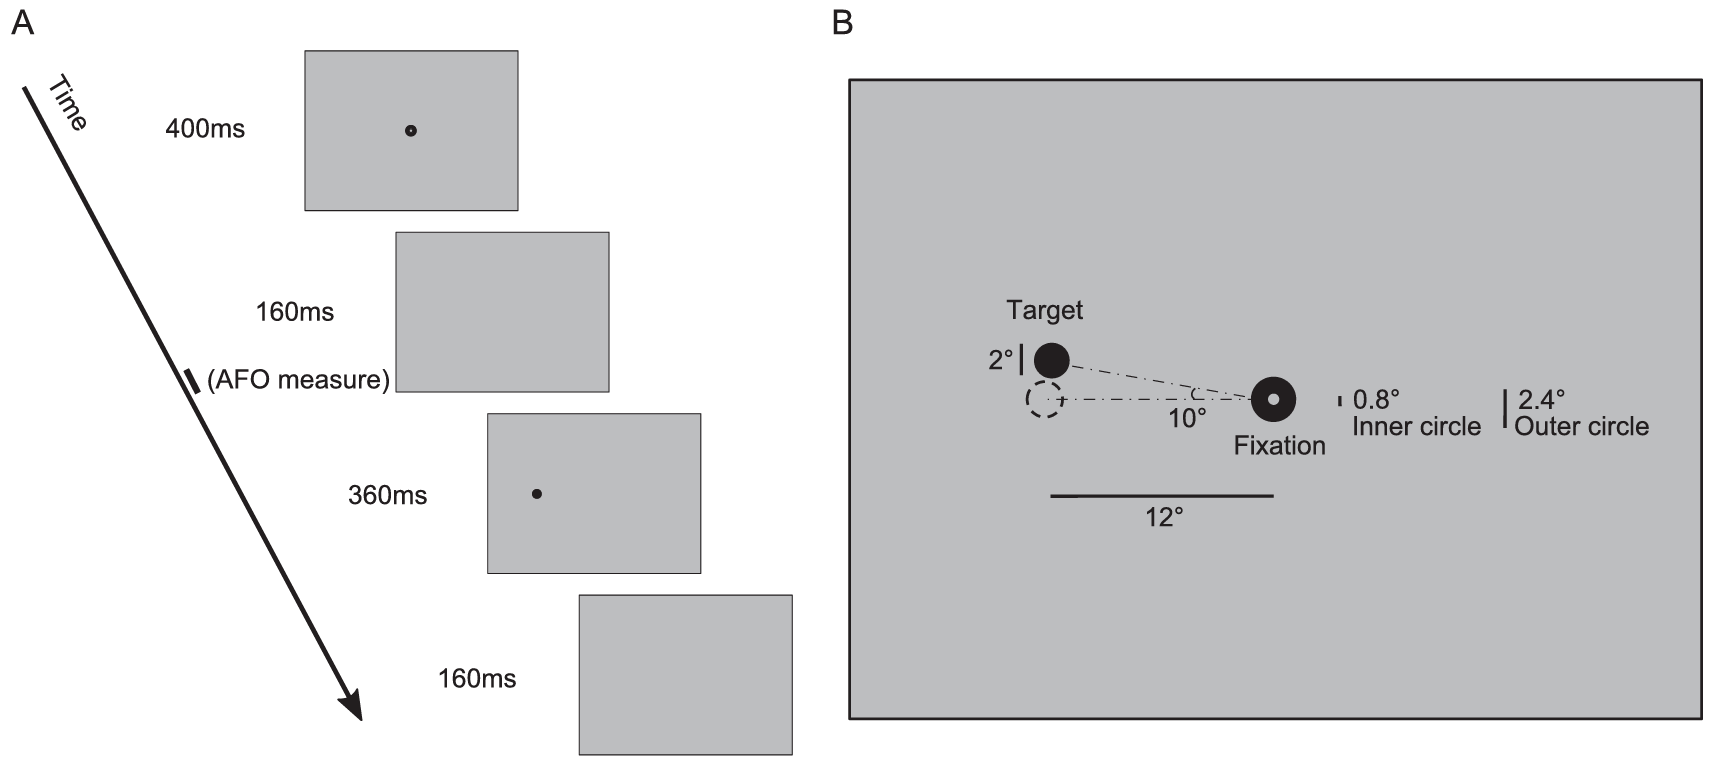 A
Time
400ms
160ms
(AFO measure)
360ms
160ms
B
Target
2°
10°
Fixation
0.8°
Inner circle
2.4°
Outer circle
12°